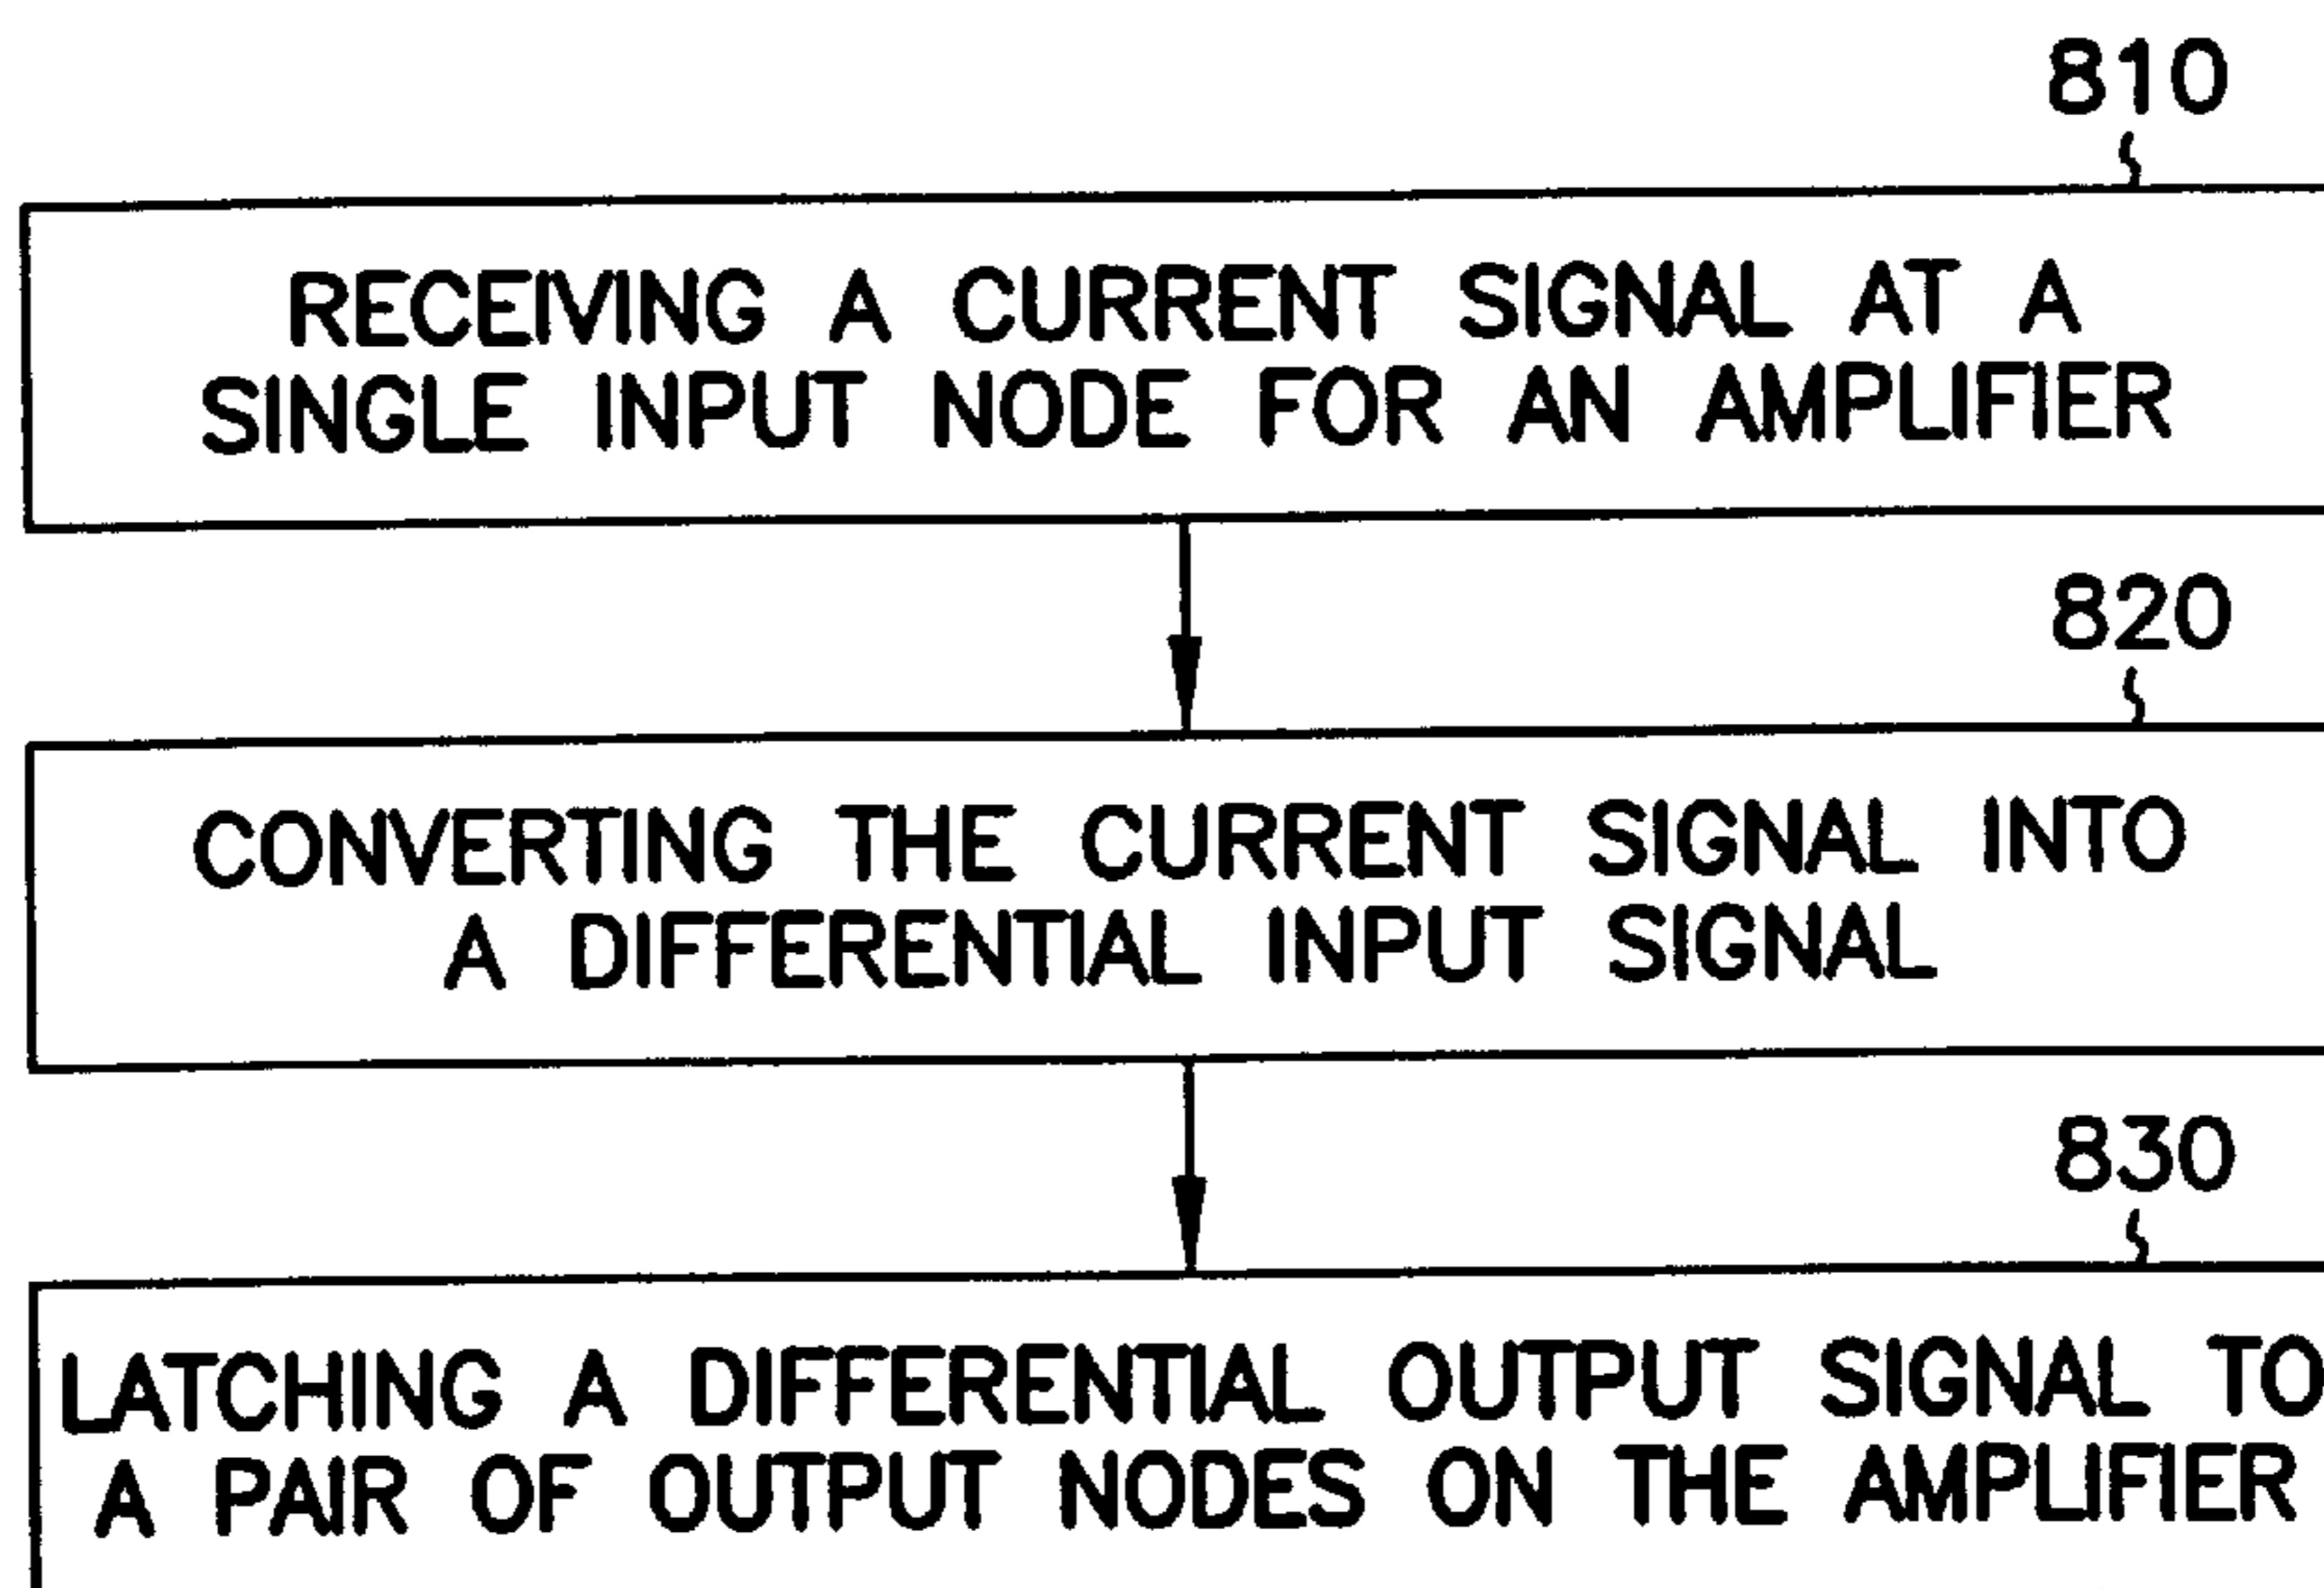 810
RECEIVING A CURRENT SIGNAL AT A
SINGLE INPUT NODE FOR AN AMPLIFIER
820
CONVERTING THE CURRENT SIGNAL INTO
A DIFFERENTIAL INPUT SIGNAL
830
LATCHING A DIFFERENTIAL OUTPUT SIGNAL TO
A PAIR OF OUTPUT NODES ON THE AMPLIFIER